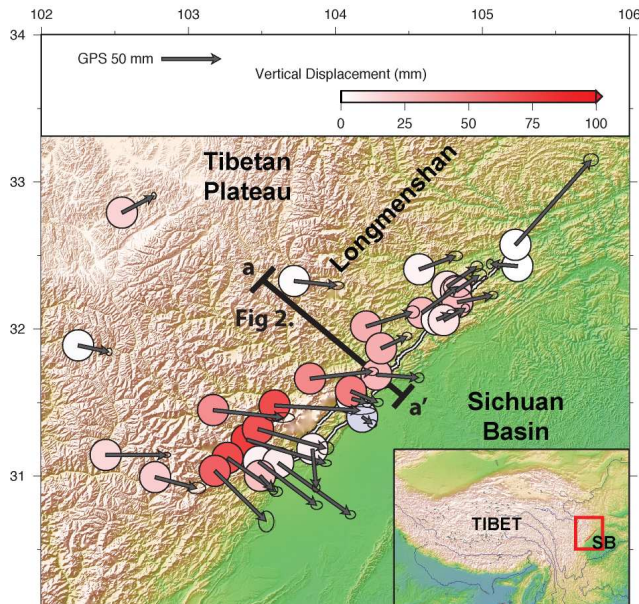 102 103 104 105 106
34
GPS 50 mm
Vertical Displacement (mm)
0 25 50 75 100
33
Tibetan
Plateau
Longmenshan
a
Fig 2.
32
a'
Sichuan
Basin
31
TIBET
SB